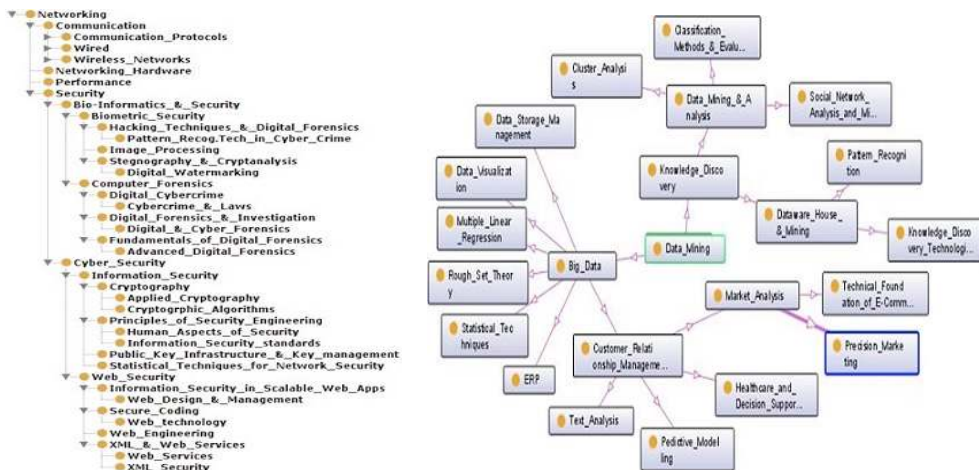 Networking
Communication
Communication_Protocols
Wired
Wireless_Networks
Networking_Hardware
Performance
Security
Bio-Informatics_&_Security
Biometric_Security
Hacking_Techniques_&_Digital_Forensics
Pattern_Recog.Tech_in_Cyber_Crime
Image_Processing
Stegnography_&_Cryptanalysis
Digital_Watermarking
Computer_Forensics
Digital_Cybercrime
Cybercrime_&_Laws
Digital_Forensics_&_Investigation
Digital_&_Cyber_Forensics
Fundamentals_of_Digital_Forensics
Advanced_Digital_Forensics
Cyber_Security
Information_Security
Cryptography
Applied_Cryptography
Cryptogrphic_Algorithms
Principles_of_Security_Engineering
Human_Aspects_of_Security
Information_Security_standards
Public_Key_Infrastructure_&_Key_management
Statistical_Techniques_for_Network_Security
Web_Security
Information_Security_in_Scalable_Web_Apps
Web_Design_&_Management
Secure_Coding
Web_technology
Web_Engineering
XML_&_Web_Services
Web_Services
XML_Security
Classification_
Methods_&_Evalu...
Cluster_Analysi
s
Data_Mining_&_A
nalysis
Social_Network_
Analysis_and_Mi...
Data_Storage_Ma
nagement
Pattern_Recogni
tion
Data_Visualizat
ion
Knowledge_Disco
very
Multiple_Linear
_Regression
Dataware_House_
&_Mining
Knowledge_Disco
very_Technologi...
Data_Mining
Rough_Set_Theor
y
Big_Data
Market_Analysis
Technical_Found
ation_of_E-Comm...
Statistical_Tec
hniques
Customer_Relati
onship_Manageme...
Precision_Marke
ting
ERP
Healthcare_and_
Decision_Suppor...
Text_Analysis
Pedictive_Model
ling